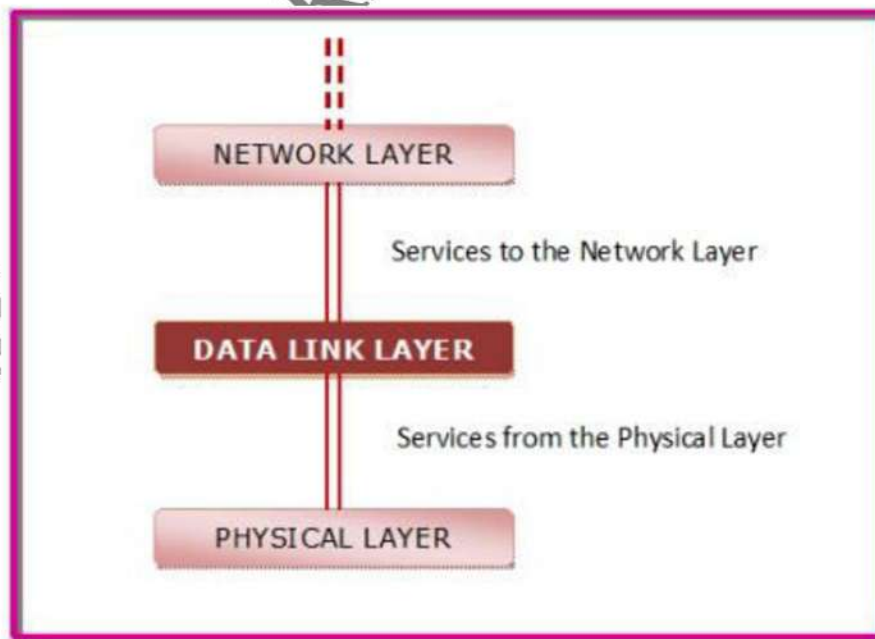 NETWORK LAYER
Services to the Network Layer
DATA LINK LAYER
Services from the Physical Layer
PHYSICAL LAYER